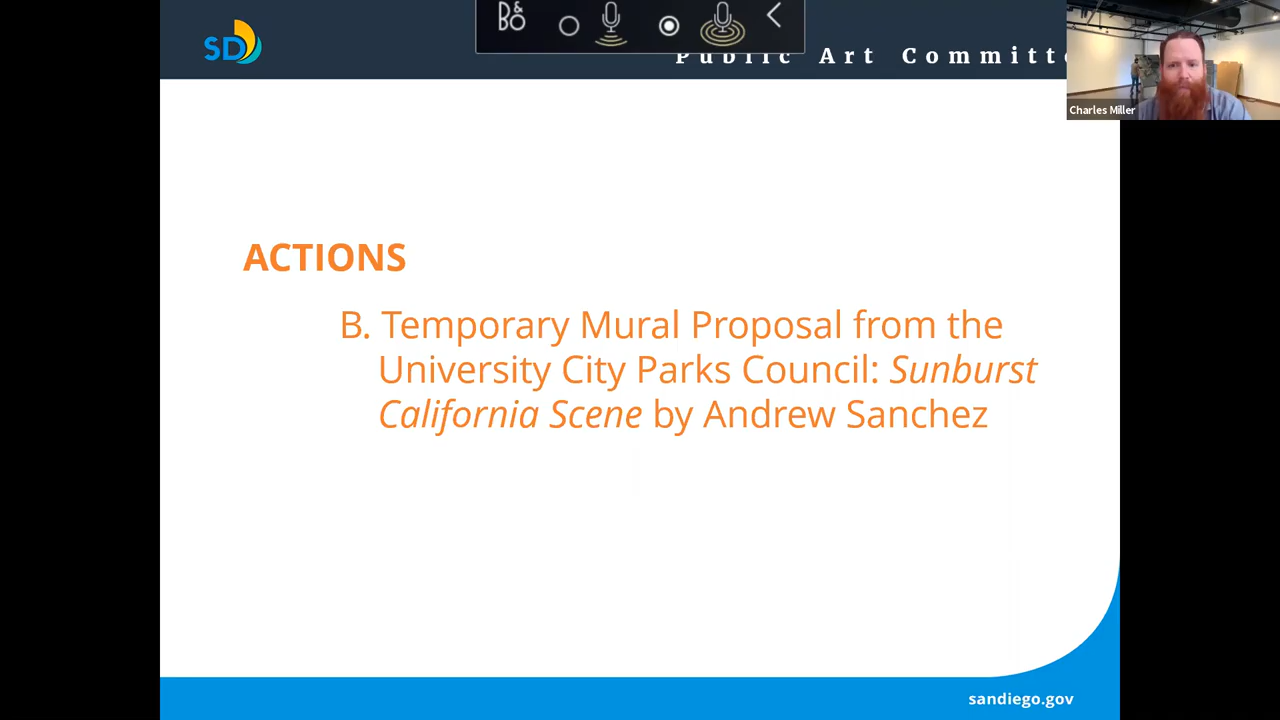 SD
B&O
BO
Public Art Committe
Charles Miller
ACTIONS
B. Temporary Mural Proposal from the
University City Parks Council: Sunburst
California Scene by Andrew Sanchez
sandiego.gov